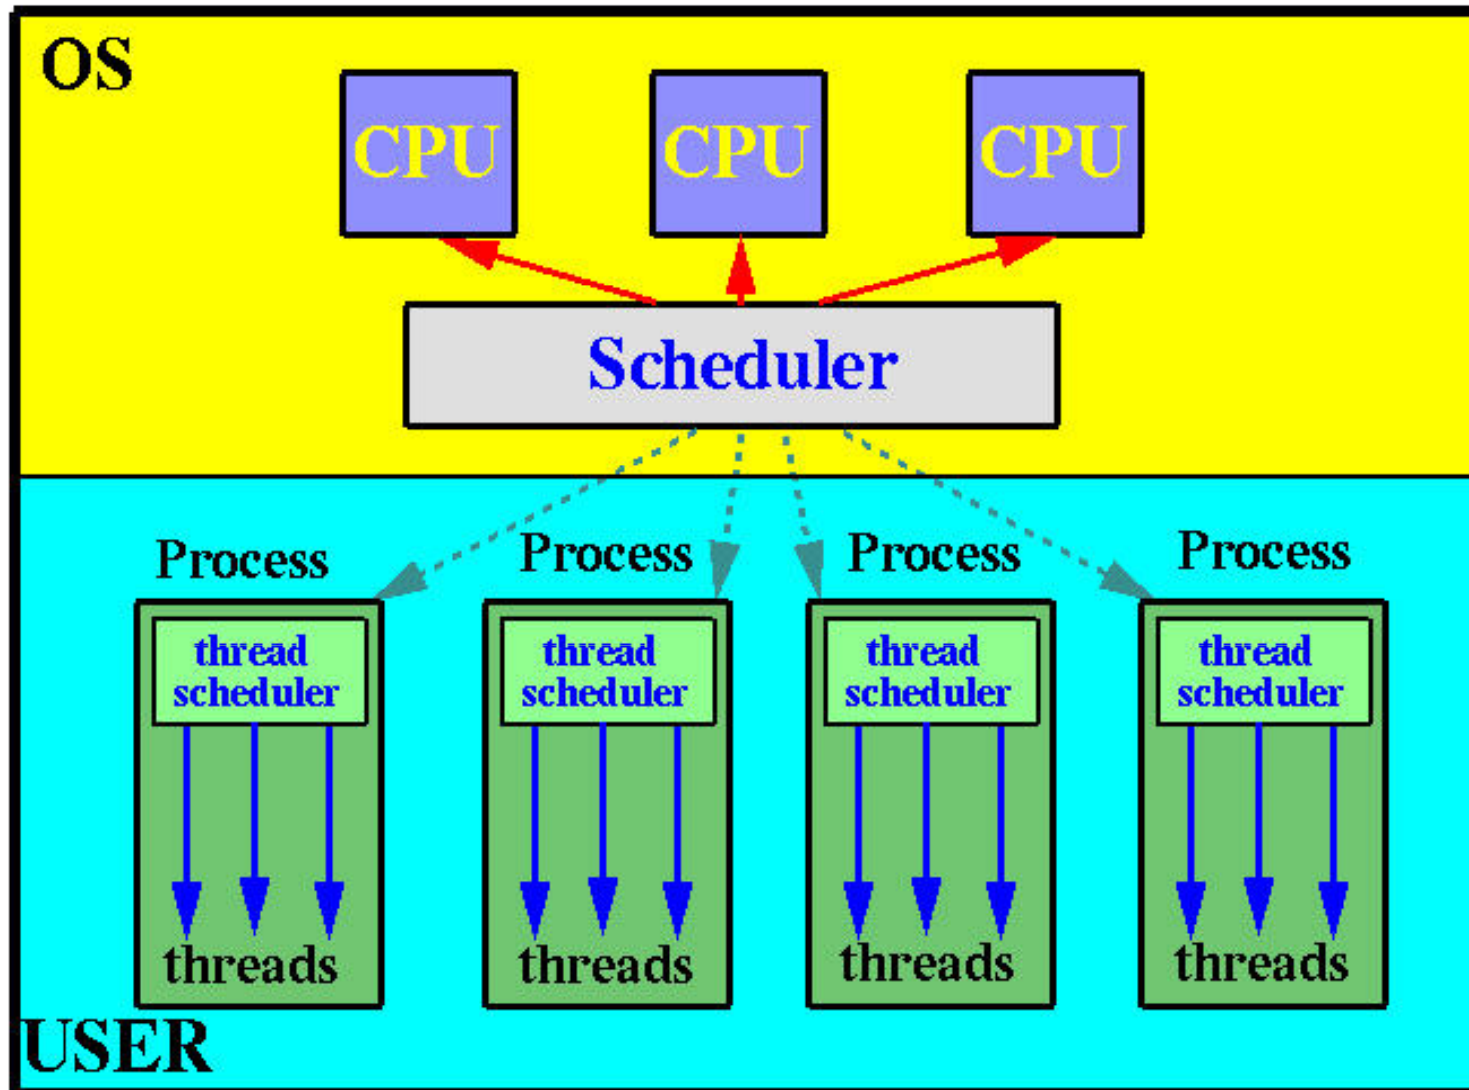 OS
CPU
CPU
CPU
Scheduler
Process
Process
Process
Process
thread
scheduler
thread
scheduler
thread
scheduler
thread
scheduler
threads
threads
threads
threads
USER